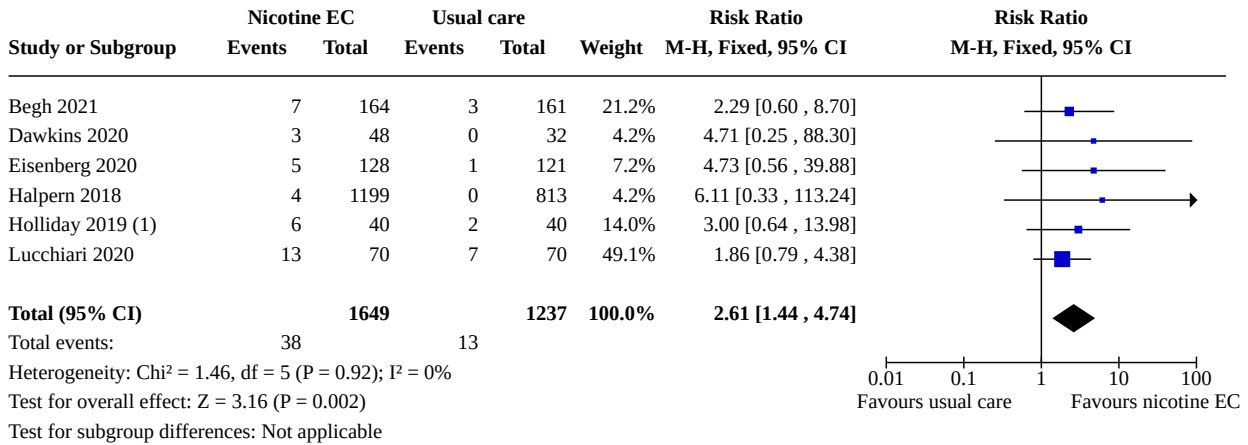 Nicotine EC Usual care Risk Ratio Risk Ratio
Study or Subgroup Events Total Events Total Weight M-H, Fixed, 95% CI M-H, Fixed, 95% CI
Begh 2021 7 164 3 161 21.2% 2.29 [0.60 , 8.70]
Dawkins 2020 3 48 0 32 4.2% 4.71 [0.25 , 88.30]
Eisenberg 2020 5 128 1 121 7.2% 4.73 [0.56 , 39.88]
Halpern 2018 4 1199 0 813 4.2% 6.11 [0.33 , 113.24]
Holliday 2019 (1) 6 40 2 40 14.0% 3.00 [0.64 , 13.98]
Lucchiari 2020 13 70 7 70 49.1% 1.86 [0.79 , 4.38]
Total (95% CI) 1649 1237 100.0% 2.61 [1.44 , 4.74]
Total events: 38 13
Heterogeneity: Chi² = 1.46, df = 5 (P = 0.92); I² = 0%
0.01 0.1 1 10 100
Test for overall effect: Z = 3.16 (P = 0.002)
Favours usual care Favours nicotine EC
Test for subgroup differences: Not applicable